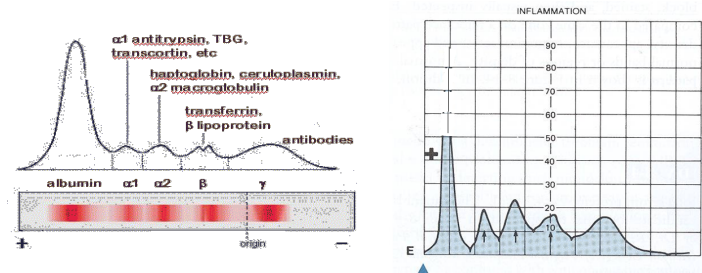 α1 antitrypsin, TBG,
transcortin, etc
haptoglobin, ceruloplasmin,
α2 macroglobulin
transferrin,
β lipoprotein
antibodies
albumin α1 α2 β γ
+ origin −
INFLAMMATION
90
80
70
60
50
40
30
20
10
+
E